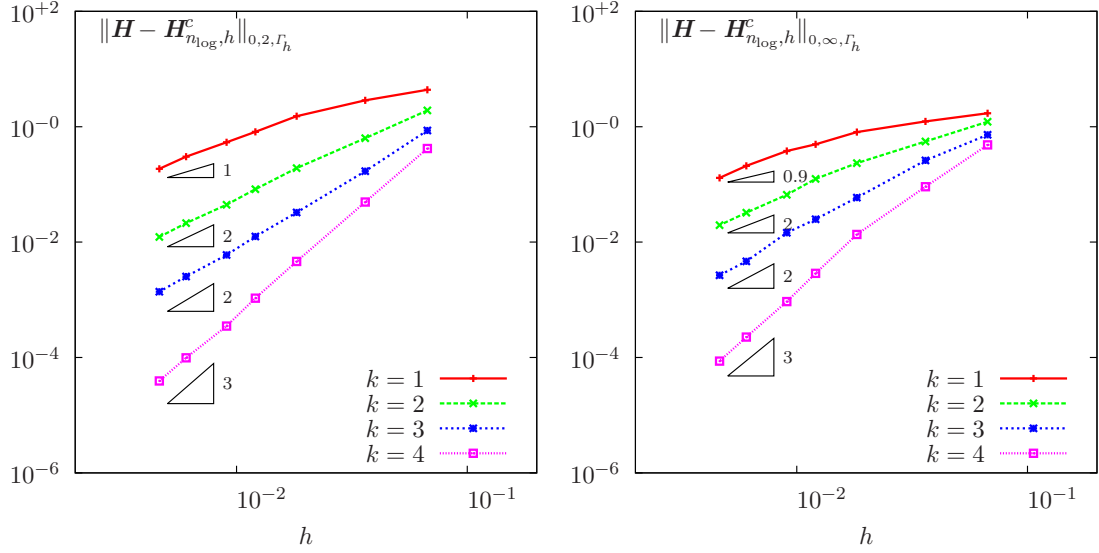 10^{+2}
‖H − H^c_{n_log,h}‖_{0,2,Γ_h}
10^{−0}
10^{−2}
10^{−4}
10^{−6}
1
2
2
3
k = 1
k = 2
k = 3
k = 4
10^{−2} 10^{−1}
h
10^{+2}
‖H − H^c_{n_log,h}‖_{0,∞,Γ_h}
10^{−0}
10^{−2}
10^{−4}
10^{−6}
0.9
2
2
3
k = 1
k = 2
k = 3
k = 4
10^{−2} 10^{−1}
h